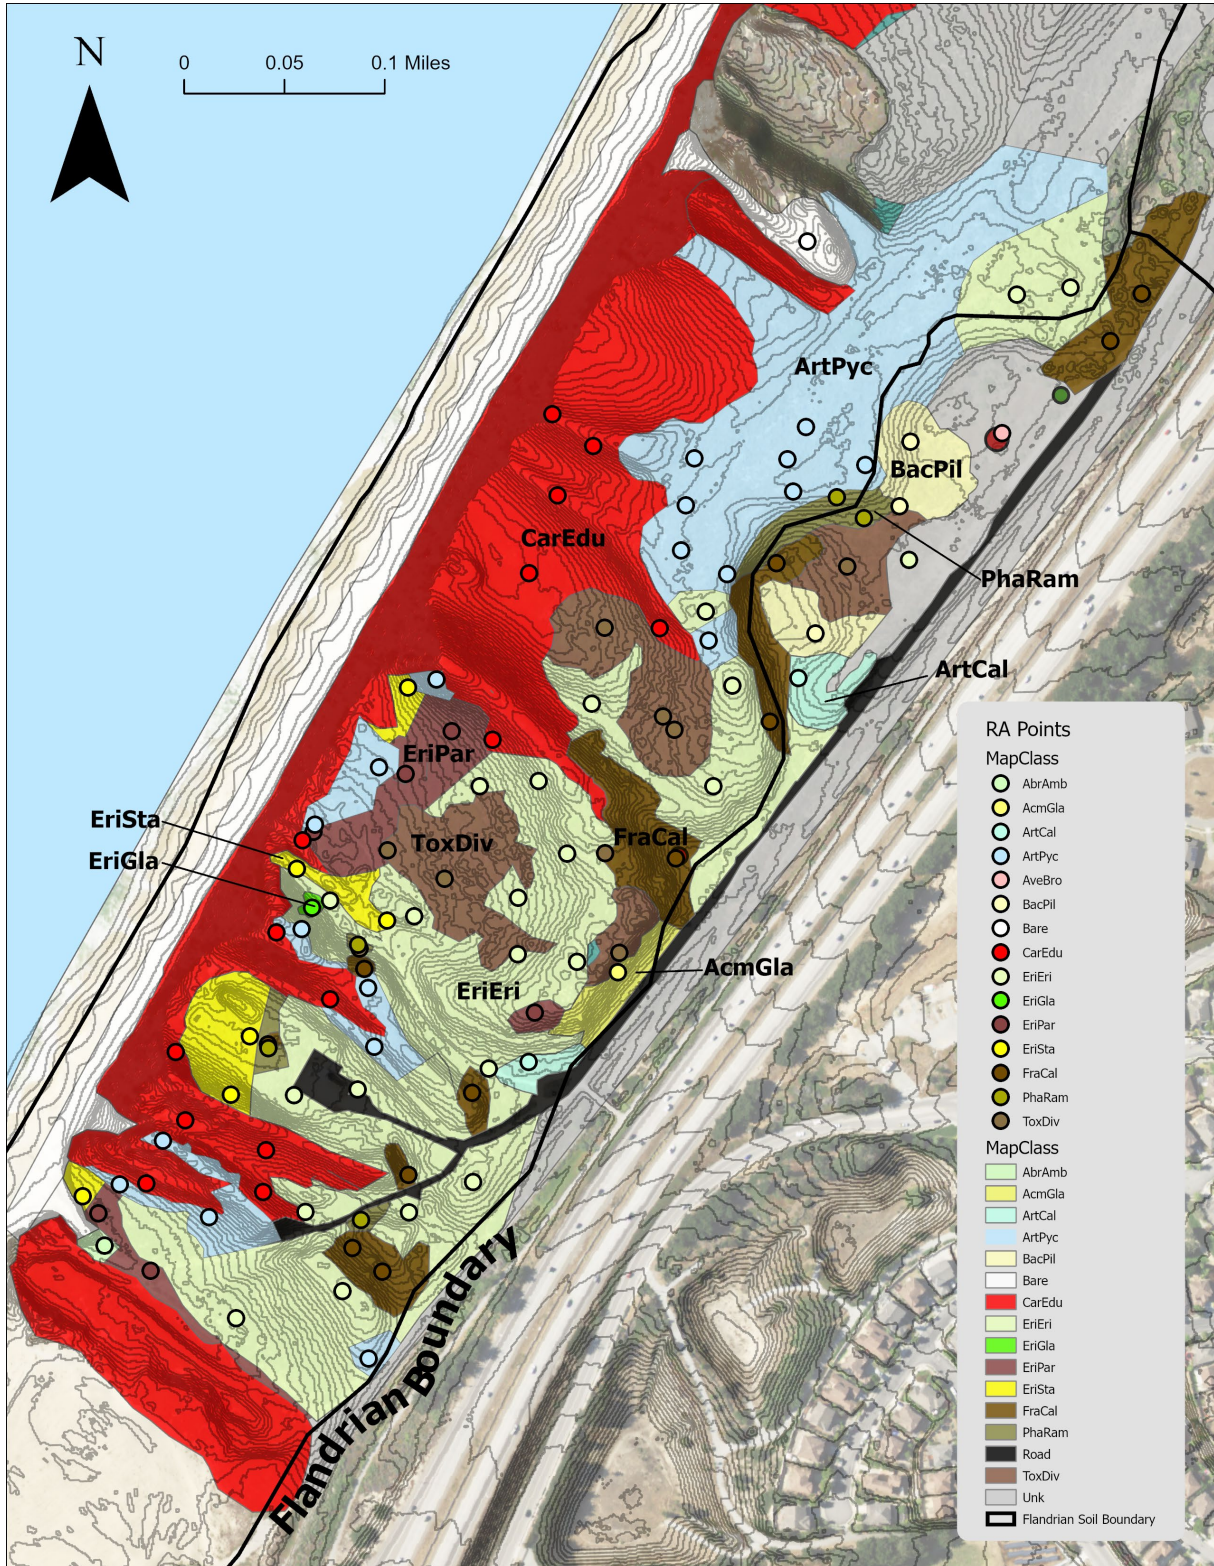 N
0 0.05 0.1 Miles
ArtPyc
BacPil
CarEdu
PhaRam
ArtCal
EriPar
EriSta
ToxDiv
FraCal
EriGla
AcmGla
EriEri
Flandrian Boundary
RA Points
MapClass
AbrAmb
AcmGla
ArtCal
ArtPyc
AveBro
BacPil
Bare
CarEdu
EriEri
EriGla
EriPar
EriSta
FraCal
PhaRam
ToxDiv
MapClass
AbrAmb
AcmGla
ArtCal
ArtPyc
BacPil
Bare
CarEdu
EriEri
EriGla
EriPar
EriSta
FraCal
PhaRam
Road
ToxDiv
Unk
Flandrian Soil Boundary